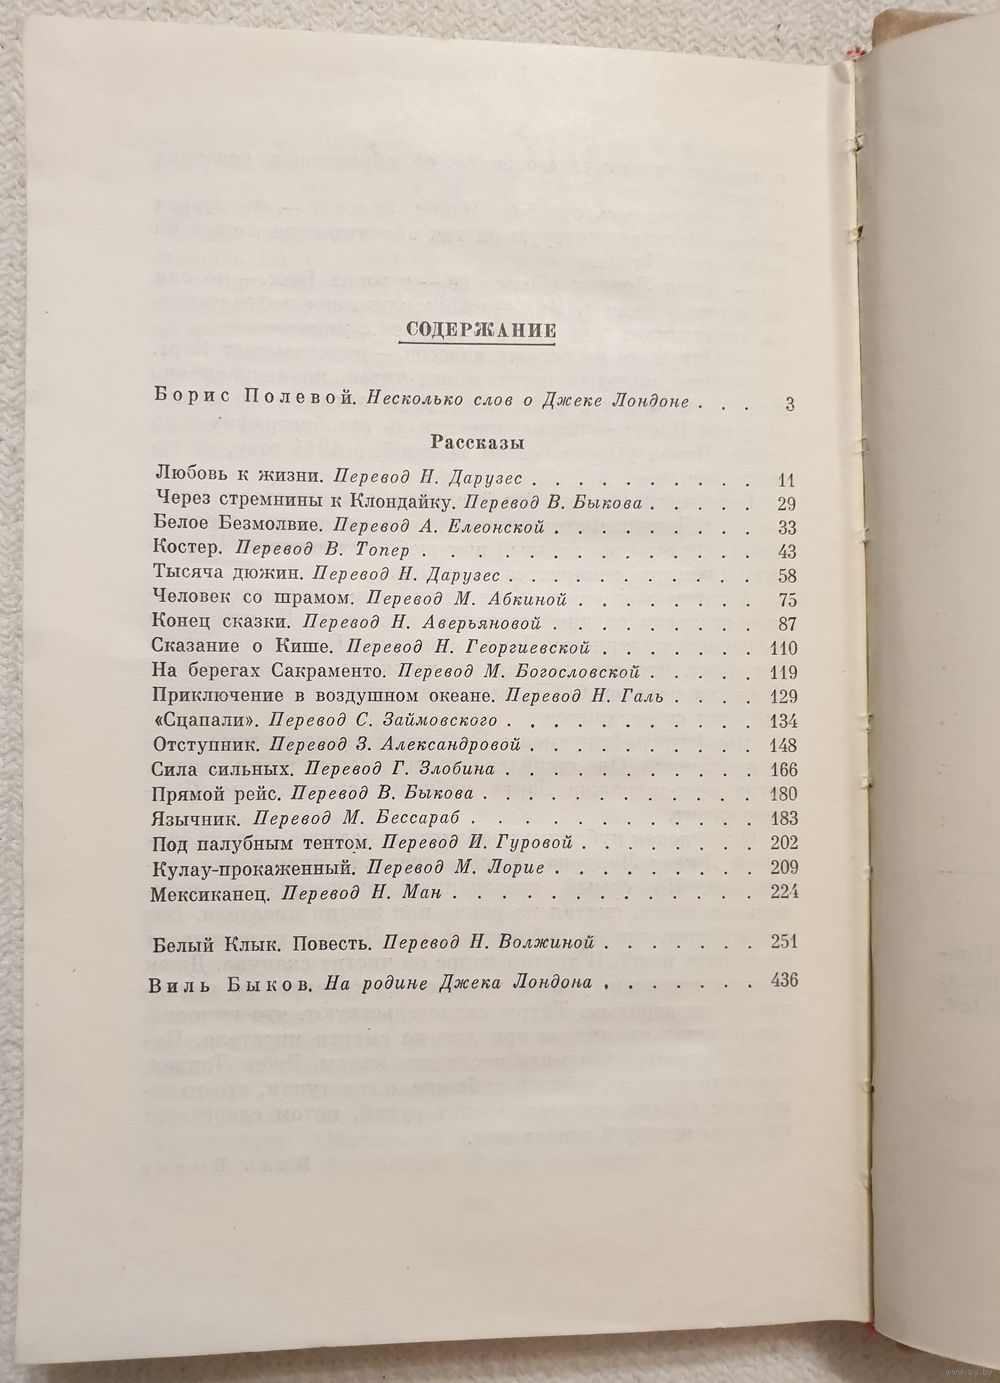 СОДЕРЖАНИЕ
Борис Полевой. Несколько слов о Джеке Лондоне . . . 3
Рассказы
Любовь к жизни. Перевод Н. Дарузес . . . . . . . . . . 11
Через стремнины к Клондайку. Перевод В. Быкова . . . . . 29
Белое Безмолвие. Перевод А. Елеонской . . . . . . . . . 33
Костер. Перевод В. Топер . . . . . . . . . . . . 43
Тысяча дюжин. Перевод Н. Дарузес . . . . . . . . . . . 58
Человек со шрамом. Перевод М. Абкиной . . . . . . . . 75
Конец сказки. Перевод Н. Аверьяновой . . . . . . . . . 87
Сказание о Кише. Перевод Н. Георгиевской . . . . . . . 110
На берегах Сакраменто. Перевод М. Богословской . . . . . 119
Приключение в воздушном океане. Перевод Н. Галь . . . . 129
«Сцапали». Перевод С. Займовского . . . . . . . . . . . 134
Отступник. Перевод З. Александровой . . . . . . . . . . 148
Сила сильных. Перевод Г. Злобина . . . . . . . . . . . 166
Прямой рейс. Перевод В. Быкова . . . . . . . . . . . . 180
Язычник. Перевод М. Бессараб . . . . . . . . . . . . . 183
Под палубным тентом. Перевод И. Гуровой . . . . . . . . 202
Кулау-прокаженный. Перевод М. Лорие . . . . . . . . . 209
Мексиканец. Перевод Н. Ман . . . . . . . . . . . . . 224
Белый Клык. Повесть. Перевод Н. Волжиной . . . . . . . 251
Виль Быков. На родине Джека Лондона . . . . . . . 436
www.ay.by